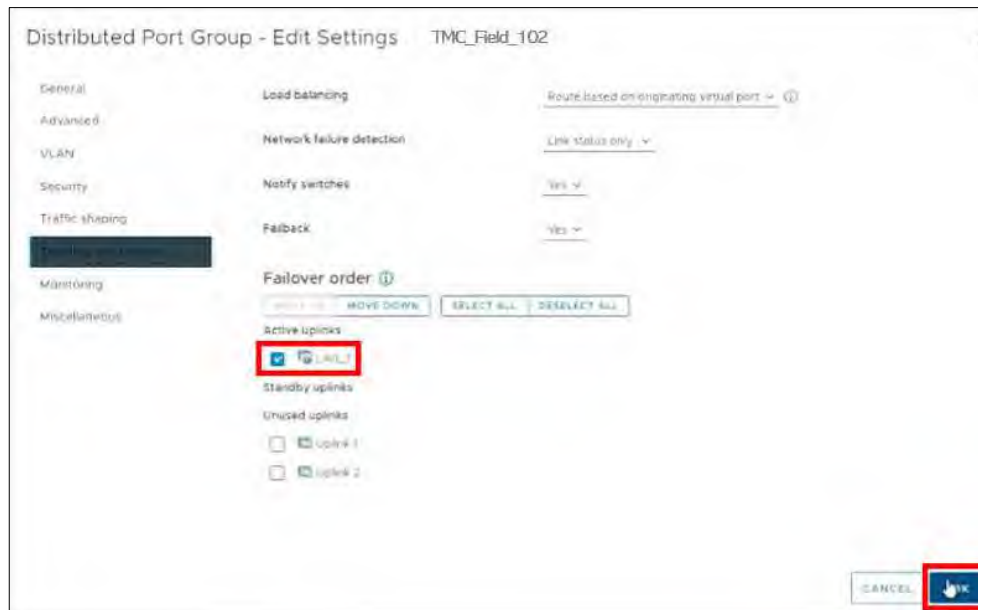 Distributed Port Group - Edit Settings TMC_Field_102
General
Advanced
VLAN
Security
Traffic shaping
Monitoring
Miscellaneous
Load balancing Route based on originating virtual port
Network failure detection Link status only
Notify switches Yes
Failback Yes
Failover order
MOVE DOWN SELECT ALL DESELECT ALL
Active uplinks
Standby uplinks
Unused uplinks
Uplink 1
Uplink 2
CANCEL